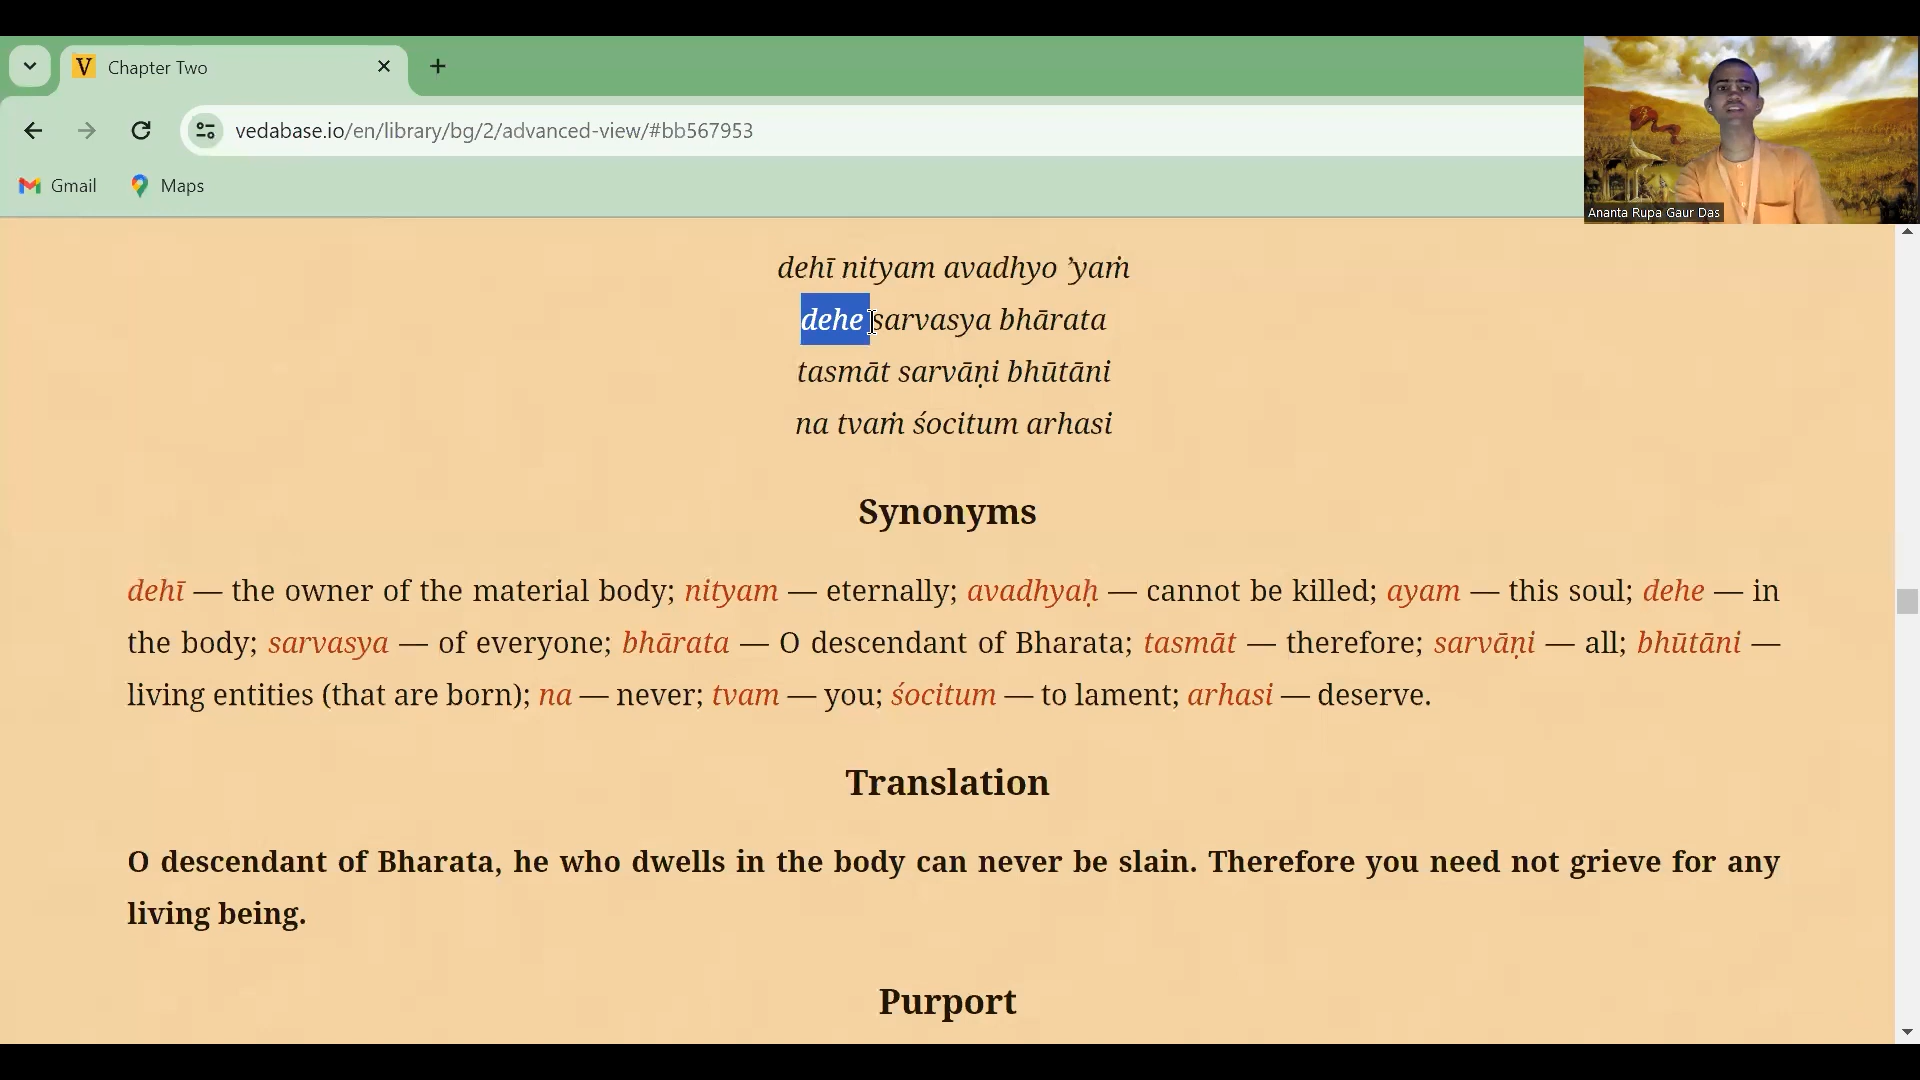 V Chapter Two
vedabase.io/en/library/bg/2/advanced-view/#bb567953
Gmail Maps
Ananta Rupa Gaur Das
dehī nityam avadhyo ’yaṁ
dehe sarvasya bhārata
tasmāt sarvāṇi bhūtāni
na tvaṁ śocitum arhasi
Synonyms
dehī — the owner of the material body; nityam — eternally; avadhyaḥ — cannot be killed; ayam — this soul; dehe — in
the body; sarvasya — of everyone; bhārata — O descendant of Bharata; tasmāt — therefore; sarvāṇi — all; bhūtāni —
living entities (that are born); na — never; tvam — you; śocitum — to lament; arhasi — deserve.
Translation
O descendant of Bharata, he who dwells in the body can never be slain. Therefore you need not grieve for any
living being.
Purport